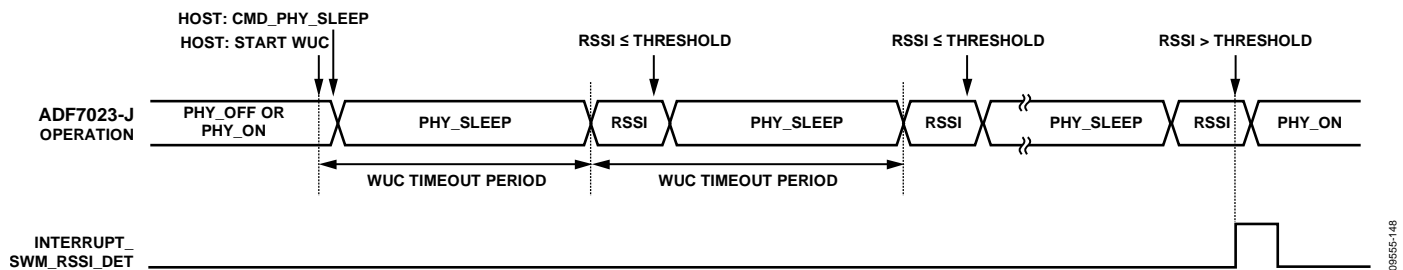 HOST: CMD_PHY_SLEEP
HOST: START WUC
RSSI ≤ THRESHOLD
RSSI ≤ THRESHOLD
RSSI > THRESHOLD
ADF7023-J
OPERATION
PHY_OFF OR
PHY_ON
PHY_SLEEP
RSSI
PHY_SLEEP
RSSI
PHY_SLEEP
RSSI
PHY_ON
WUC TIMEOUT PERIOD
WUC TIMEOUT PERIOD
INTERRUPT_
SWM_RSSI_DET
09555-148